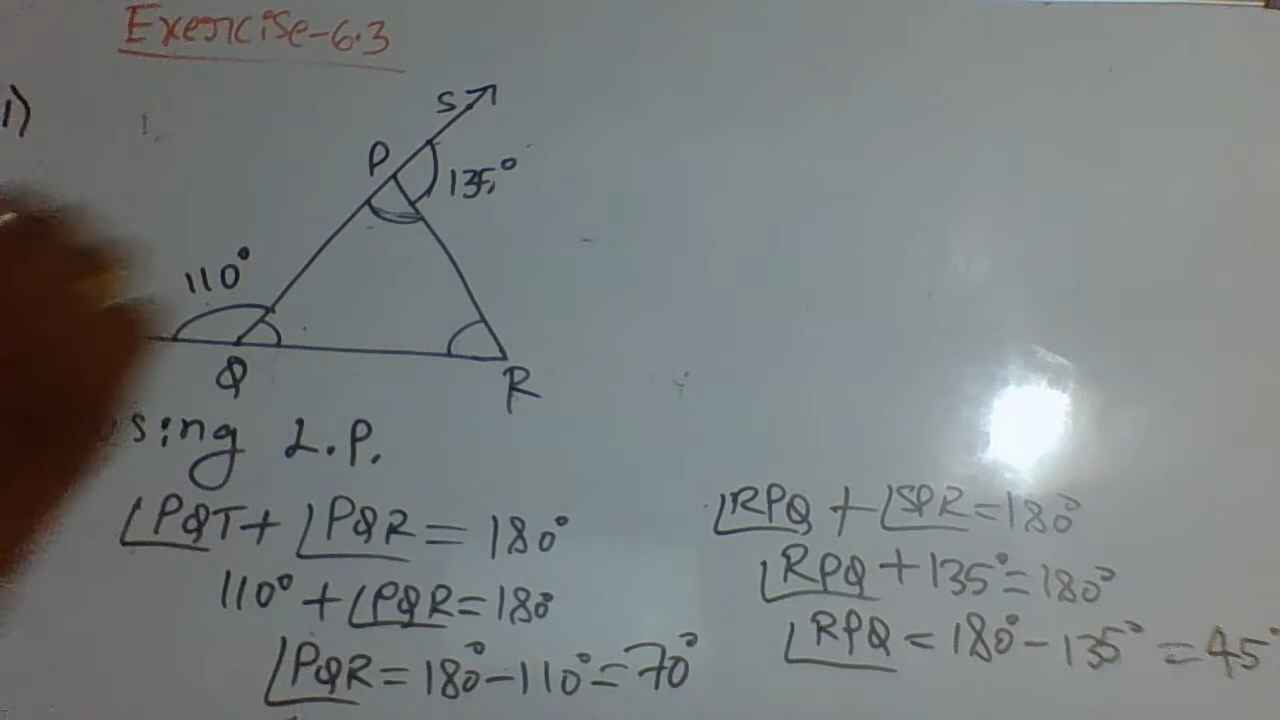 Exercise-6.3
1)
S
P
135°
110°
Q
R
sing L.P.
∠PQT + ∠PQR = 180°
110° + ∠PQR = 180°
∠PQR = 180° - 110° = 70°
∠RPQ + ∠SPR = 180°
∠RPQ + 135° = 180°
∠RPQ = 180° - 135° = 45°